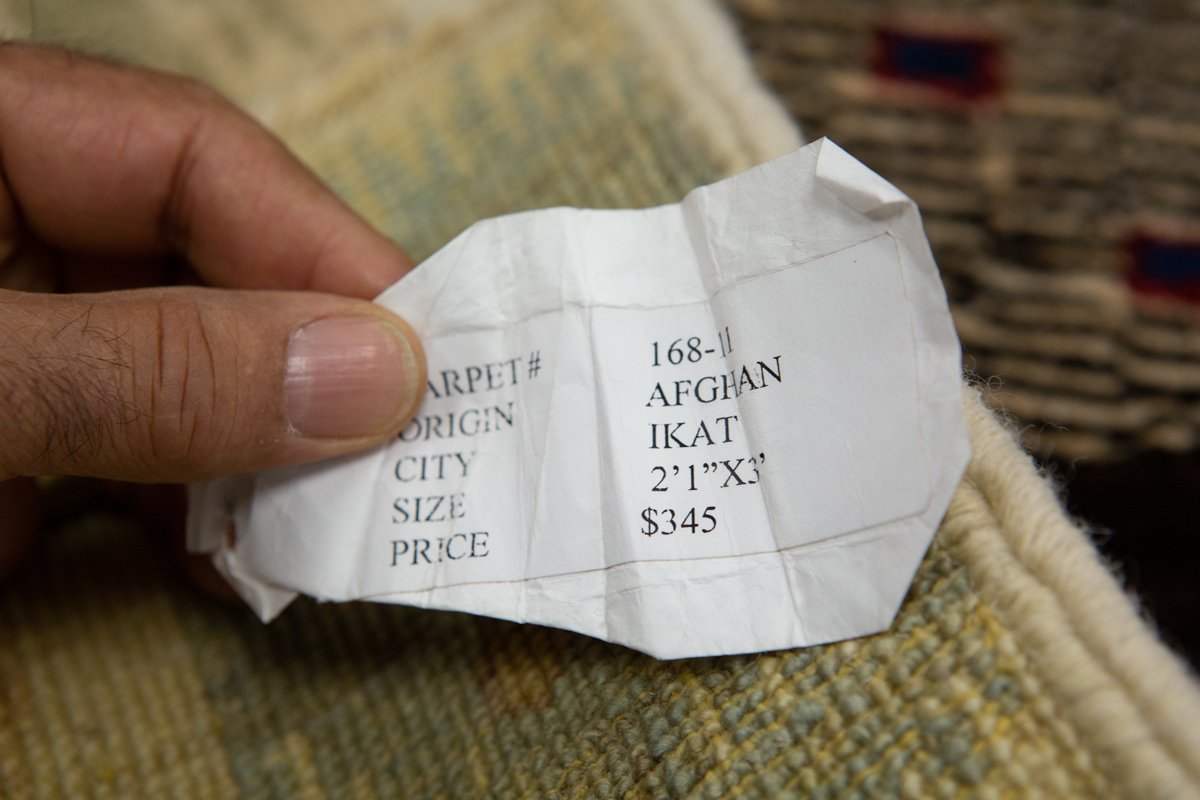 ARPET # 168-11
ORIGIN AFGHAN
CITY IKAT
SIZE 2'1"X3'
PRICE $345